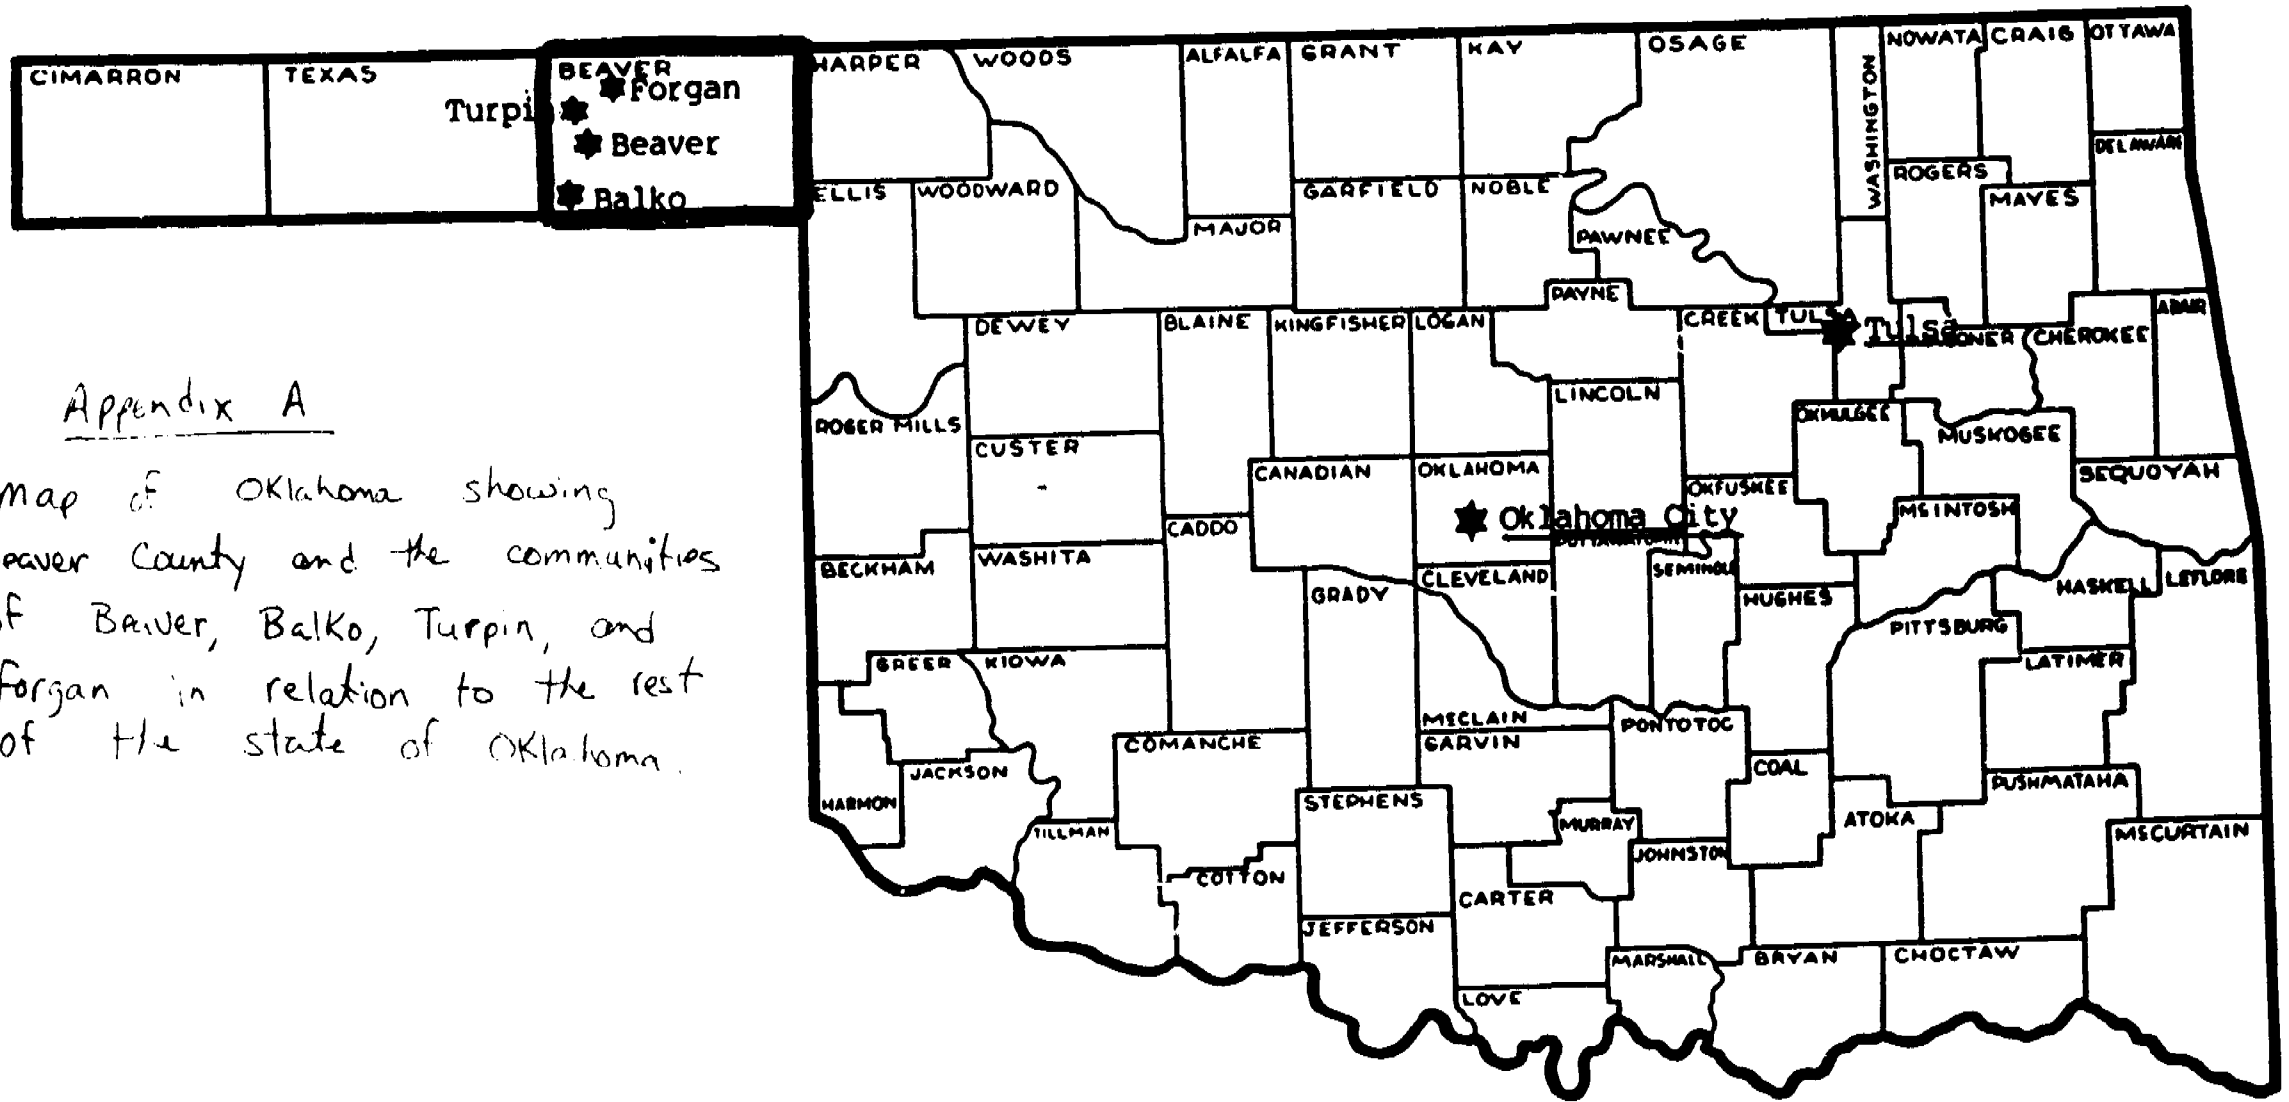 CIMARRON
TEXAS
BEAVER
HARPER
WOODS
ALFALFA
GRANT
KAY
OSAGE
WASHINGTON
NOWATA
CRAIG
OTTAWA
Forgan
Turpin
Beaver
Balko
DELAWARE
ELLIS
WOODWARD
GARFIELD
NOBLE
ROGERS
MAYES
MAJOR
PAWNEE
PAYNE
DEWEY
BLAINE
KINGFISHER
LOGAN
CREEK
TULSA
Tulsa
CHEROKEE
ADAIR
LINCOLN
ROGER MILLS
OKMULGEE
MUSKOGEE
CUSTER
CANADIAN
OKLAHOMA
SEQUOYAH
OKFUSKEE
MCINTOSH
CADDO
Oklahoma City
WASHITA
BECKHAM
CLEVELAND
SEMINOLE
HASKELL
LEFLORE
GRADY
HUGHES
PITTSBURG
GREER
KIOWA
LATIMER
MCCLAIN
PONTOTOC
COMANCHE
GARVIN
COAL
JACKSON
PUSHMATAHA
HARMON
STEPHENS
TILLMAN
MURRAY
ATOKA
MCCURTAIN
JOHNSTON
COTTON
CARTER
JEFFERSON
MARSHALL
BRYAN
CHOCTAW
LOVE
Appendix A
map of Oklahoma showing
eaver County and the communities
f Beaver, Balko, Turpin, and
Forgan in relation to the rest
of the state of Oklahoma.